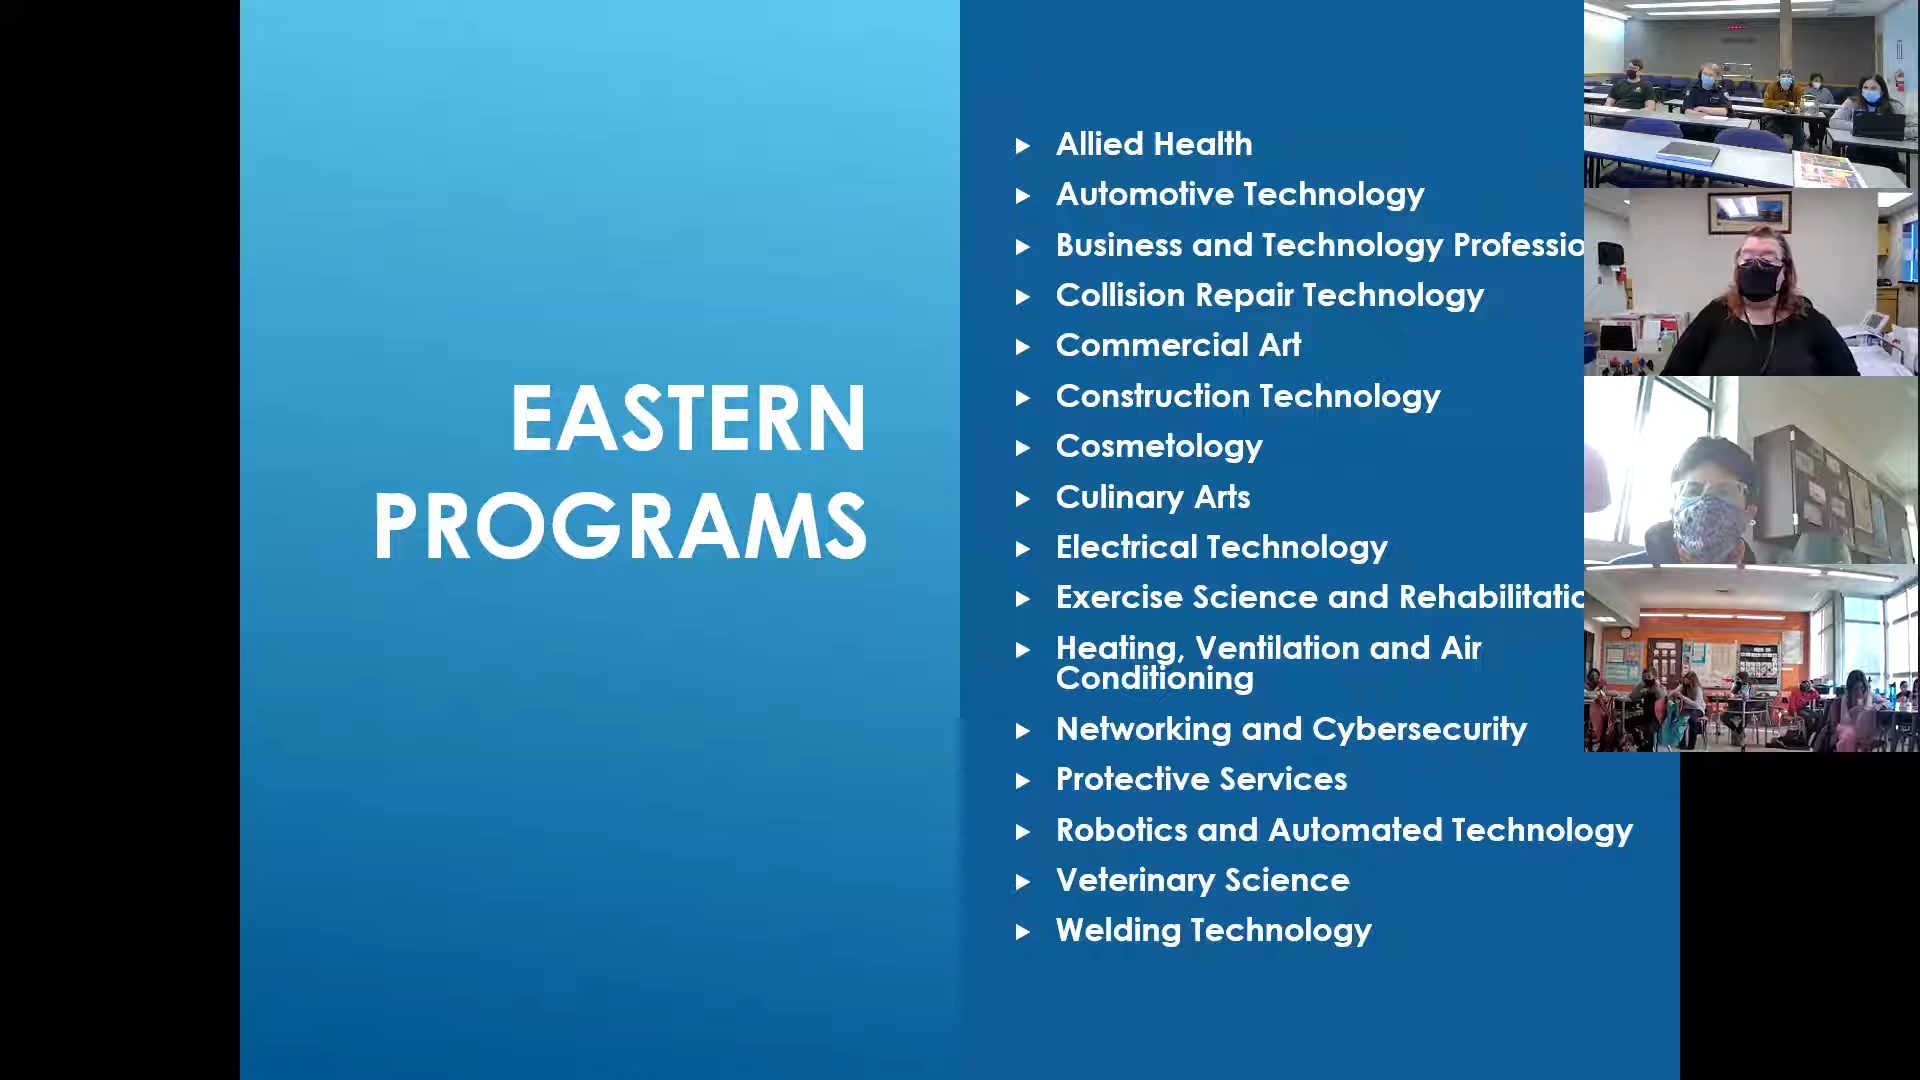 EASTERN
PROGRAMS
Allied Health
Automotive Technology
Business and Technology Professio
Collision Repair Technology
Commercial Art
Construction Technology
Cosmetology
Culinary Arts
Electrical Technology
Exercise Science and Rehabilitatio
Heating, Ventilation and Air
Conditioning
Networking and Cybersecurity
Protective Services
Robotics and Automated Technology
Veterinary Science
Welding Technology